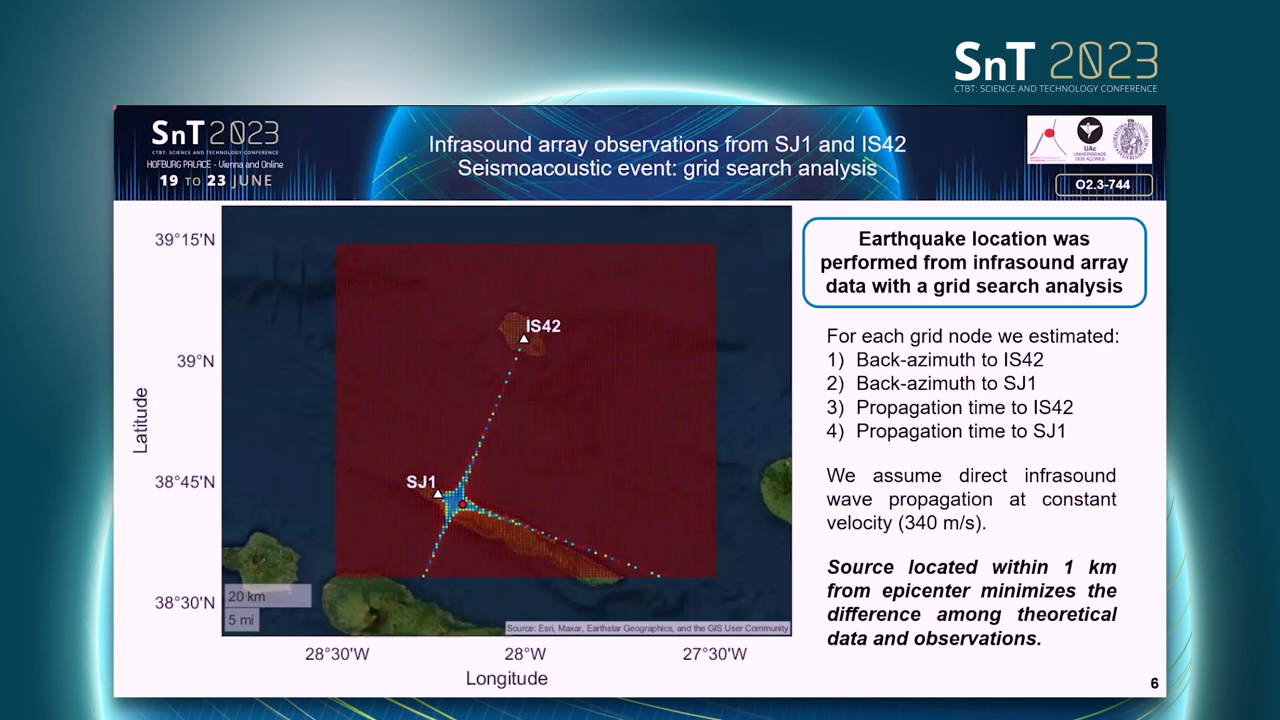 SnT 2023
CTBT: SCIENCE AND TECHNOLOGY CONFERENCE
SnT 2023
CTBT: SCIENCE AND TECHNOLOGY CONFERENCE
HOFBURG PALACE - Vienna and Online
19 TO 23 JUNE
Infrasound array observations from SJ1 and IS42
Seismoacoustic event: grid search analysis
UAc
UNIVERSIDADE
DOS AÇORES
O2.3-744
39°15'N
39°N
38°45'N
38°30'N
Latitude
IS42
SJ1
20 km
5 mi
Source: Esri, Maxar, Earthstar Geographics, and the GIS User Community
28°30'W
28°W
27°30'W
Longitude
Earthquake location was
performed from infrasound array
data with a grid search analysis
For each grid node we estimated:
1) Back-azimuth to IS42
2) Back-azimuth to SJ1
3) Propagation time to IS42
4) Propagation time to SJ1
We assume direct infrasound
wave propagation at constant
velocity (340 m/s).
Source located within 1 km
from epicenter minimizes the
difference among theoretical
data and observations.
6